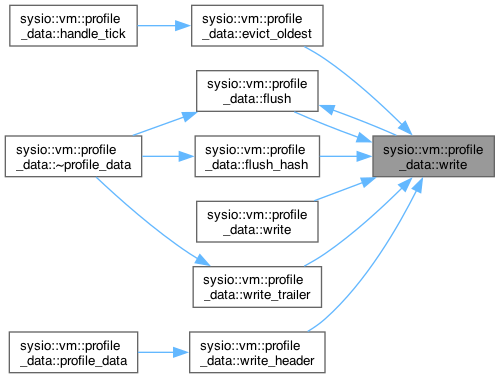 sysio::vm::profile
_data::handle_tick
sysio::vm::profile
_data::evict_oldest
sysio::vm::profile
_data::flush
sysio::vm::profile
_data::~profile_data
sysio::vm::profile
_data::flush_hash
sysio::vm::profile
_data::write
sysio::vm::profile
_data::write
sysio::vm::profile
_data::write_trailer
sysio::vm::profile
_data::profile_data
sysio::vm::profile
_data::write_header